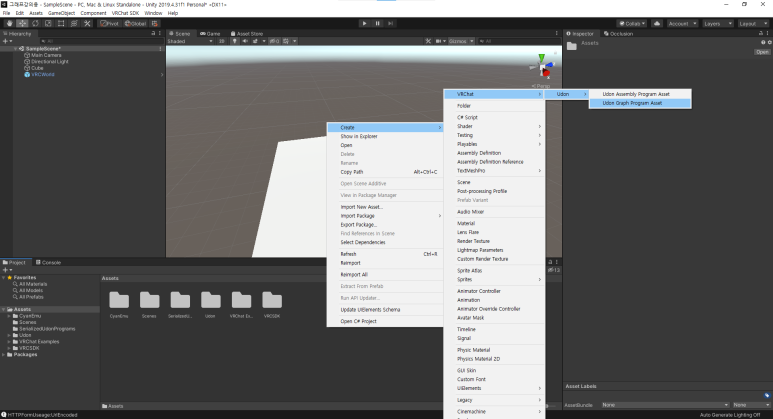 그래프강의용 - SampleScene - PC, Mac & Linux Standalone - Unity 2019.4.31f1 Personal* <DX11>
File Edit Assets GameObject Component VRChat SDK Window Help
Pivot Global Collab Account Layers Layout
Hierarchy Scene Game Asset Store Inspector Occlusion
All Shaded 2D Gizmos All Assets
Open
SampleScene*
Main Camera
Directional Light
Cube
VRCWorld
Persp
x
Create
Show in Explorer
Open
Delete
Rename
Copy Path Alt+Ctrl+C
Open Scene Additive
View in Package Manager
Import New Asset...
Import Package
Export Package...
Find References In Scene
Select Dependencies
Refresh Ctrl+R
Reimport
Reimport All
Extract From Prefab
Run API Updater...
Update UIElements Schema
Open C# Project
VRChat
Folder
C# Script
Shader
Testing
Playables
Assembly Definition
Assembly Definition Reference
TextMeshPro
Scene
Post-processing Profile
Prefab Variant
Audio Mixer
Material
Lens Flare
Render Texture
Lightmap Parameters
Custom Render Texture
Sprite Atlas
Sprites
Animator Controller
Animation
Animator Override Controller
Avatar Mask
Timeline
Signal
Physic Material
Physics Material 2D
GUI Skin
Custom Font
UIElements
Legacy
Cinemachine
Udon
Udon Assembly Program Asset
Udon Graph Program Asset
Project Console
13
Favorites
All Materials
All Models
All Prefabs
Assets
CyanEmu
Scenes
SerializedUdonPrograms
Udon
VRChat Examples
VRCSDK
Packages
Assets
CyanEmu Scenes Serialized... Udon VRChat Ex... VRCSDK
Assets
Asset Labels
AssetBundle None None
HTTPFormUseage:UrlEncoded
Auto Generate Lighting Off